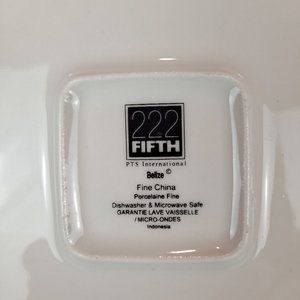 222
FIFTH
PTS International
Belize ©
Fine China
Porcelaine Fine
Dishwasher & Microwave Safe
GARANTIE LAVE VAISSELLE
/MICRO-ONDES
Indonesia